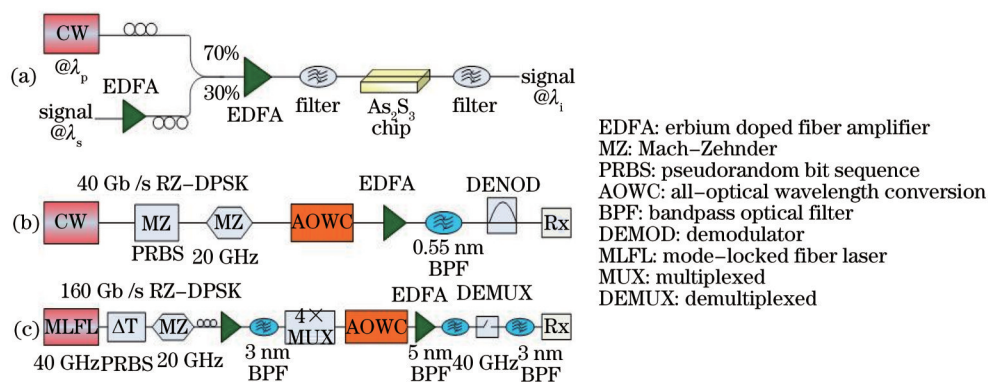 CW
@λp
70%
30%
(a)
EDFA
signal
@λs
EDFA
filter
As2S3
chip
filter
signal
@λi
40 Gb /s RZ-DPSK
EDFA
DENOD
(b)
CW
MZ
MZ
AOWC
Rx
PRBS
20 GHz
0.55 nm
BPF
160 Gb /s RZ-DPSK
EDFA
DEMUX
(c)
MLFL
ΔT
MZ
4×
MUX
AOWC
Rx
40 GHz
PRBS
20 GHz
3 nm
BPF
5 nm
BPF
40 GHz
3 nm
BPF
EDFA: erbium doped fiber amplifier
MZ: Mach-Zehnder
PRBS: pseudorandom bit sequence
AOWC: all-optical wavelength conversion
BPF: bandpass optical filter
DEMOD: demodulator
MLFL: mode-locked fiber laser
MUX: multiplexed
DEMUX: demultiplexed